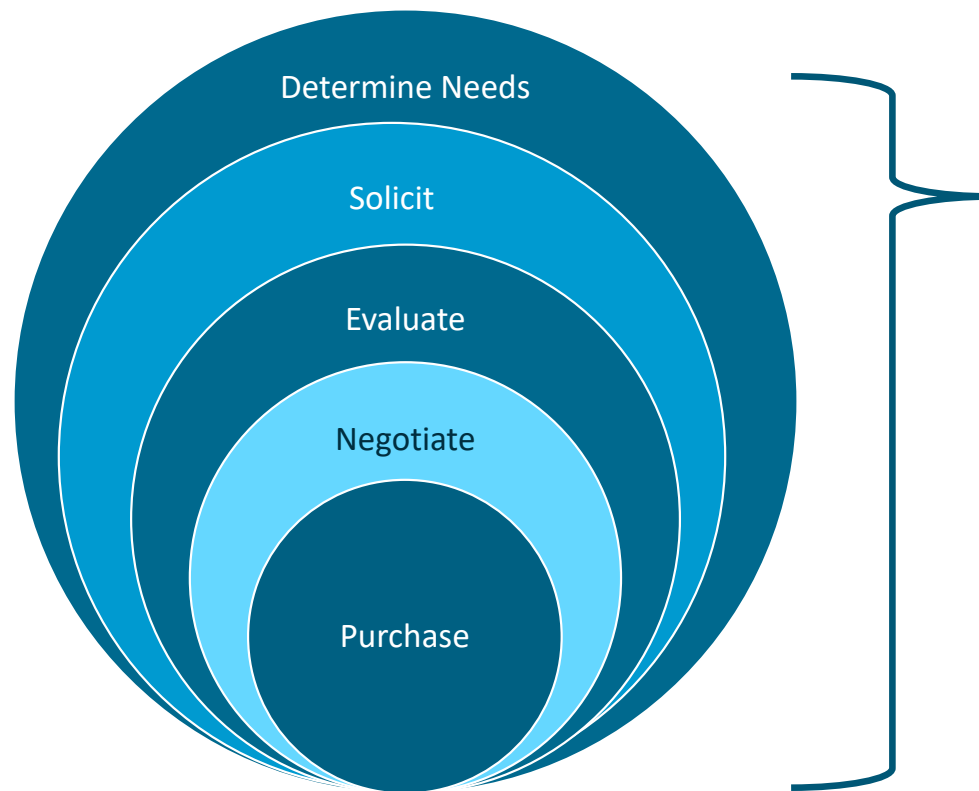 Determine Needs
Solicit
Evaluate
Negotiate
Purchase